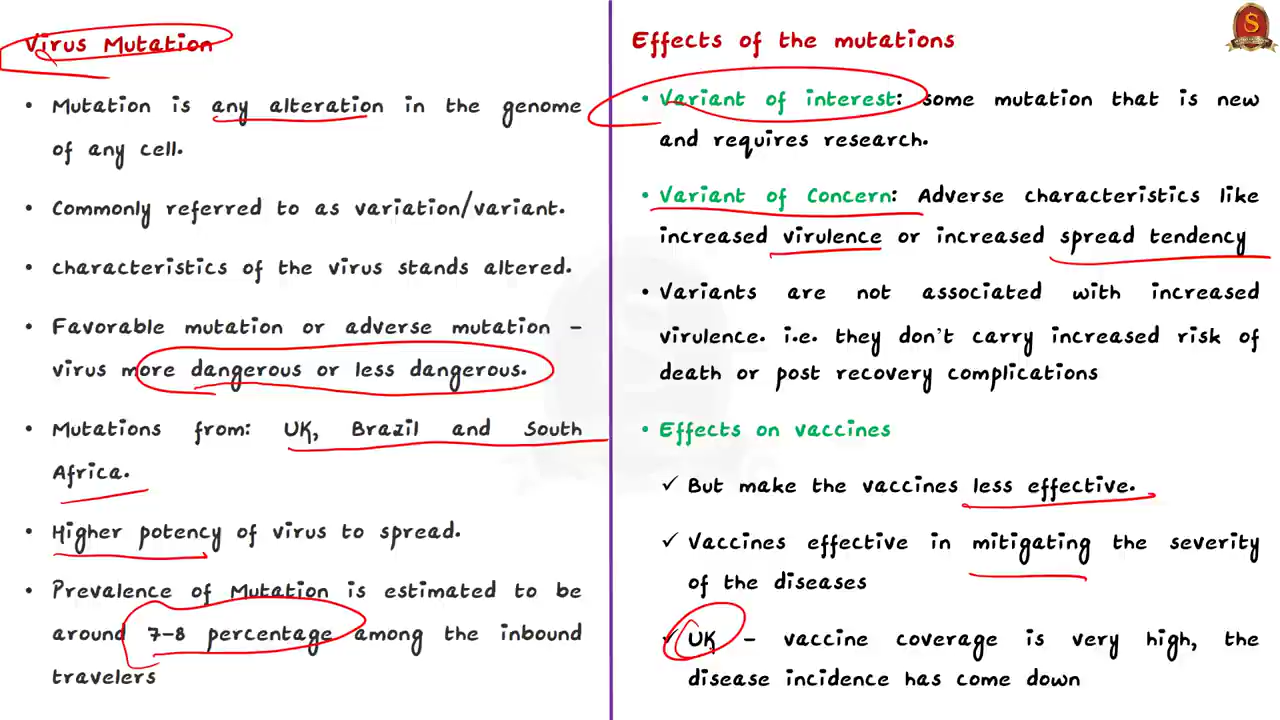 Virus Mutation
• Mutation is any alteration in the genome
of any cell.
• Commonly referred to as variation/variant.
• characteristics of the virus stands altered.
• Favorable mutation or adverse mutation –
virus more dangerous or less dangerous.
• Mutations from: UK, Brazil and South
Africa.
• Higher potency of virus to spread.
• Prevalence of Mutation is estimated to be
around 7-8 percentage among the inbound
travelers
Effects of the mutations
• Variant of interest: some mutation that is new
and requires research.
• Variant of Concern: Adverse characteristics like
increased virulence or increased spread tendency
• Variants are not associated with increased
virulence. i.e. they don't carry increased risk of
death or post recovery complications
• Effects on vaccines
✓ But make the vaccines less effective.
✓ Vaccines effective in mitigating the severity
of the diseases
✓ UK – vaccine coverage is very high, the
disease incidence has come down
S